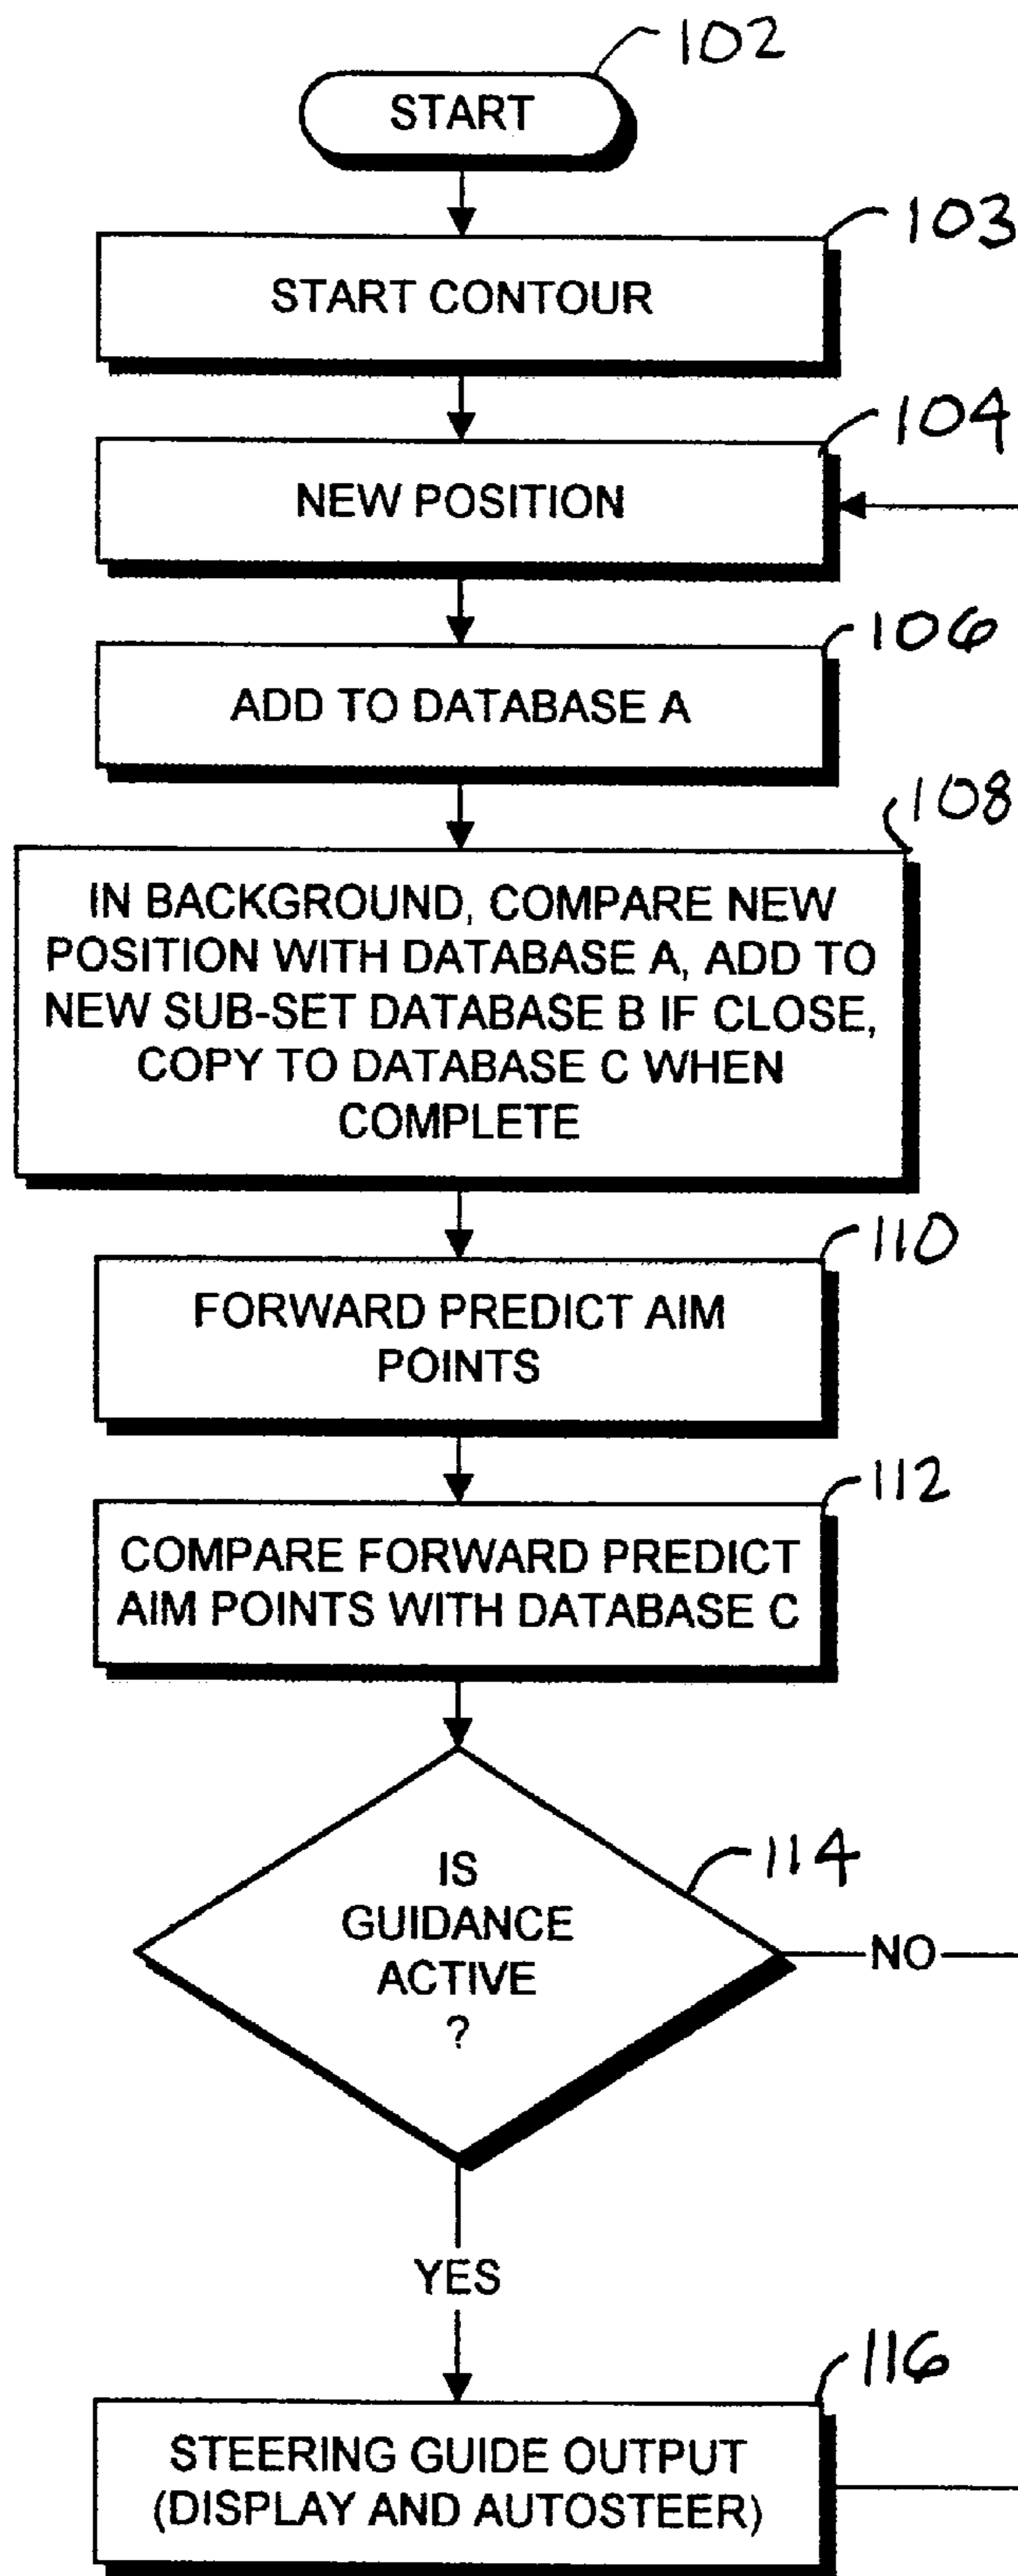 102
START
103
START CONTOUR
104
NEW POSITION
106
ADD TO DATABASE A
108
IN BACKGROUND, COMPARE NEW
POSITION WITH DATABASE A, ADD TO
NEW SUB-SET DATABASE B IF CLOSE,
COPY TO DATABASE C WHEN
COMPLETE
110
FORWARD PREDICT AIM
POINTS
112
COMPARE FORWARD PREDICT
AIM POINTS WITH DATABASE C
114
IS
GUIDANCE
ACTIVE
?
NO
YES
116
STEERING GUIDE OUTPUT
(DISPLAY AND AUTOSTEER)